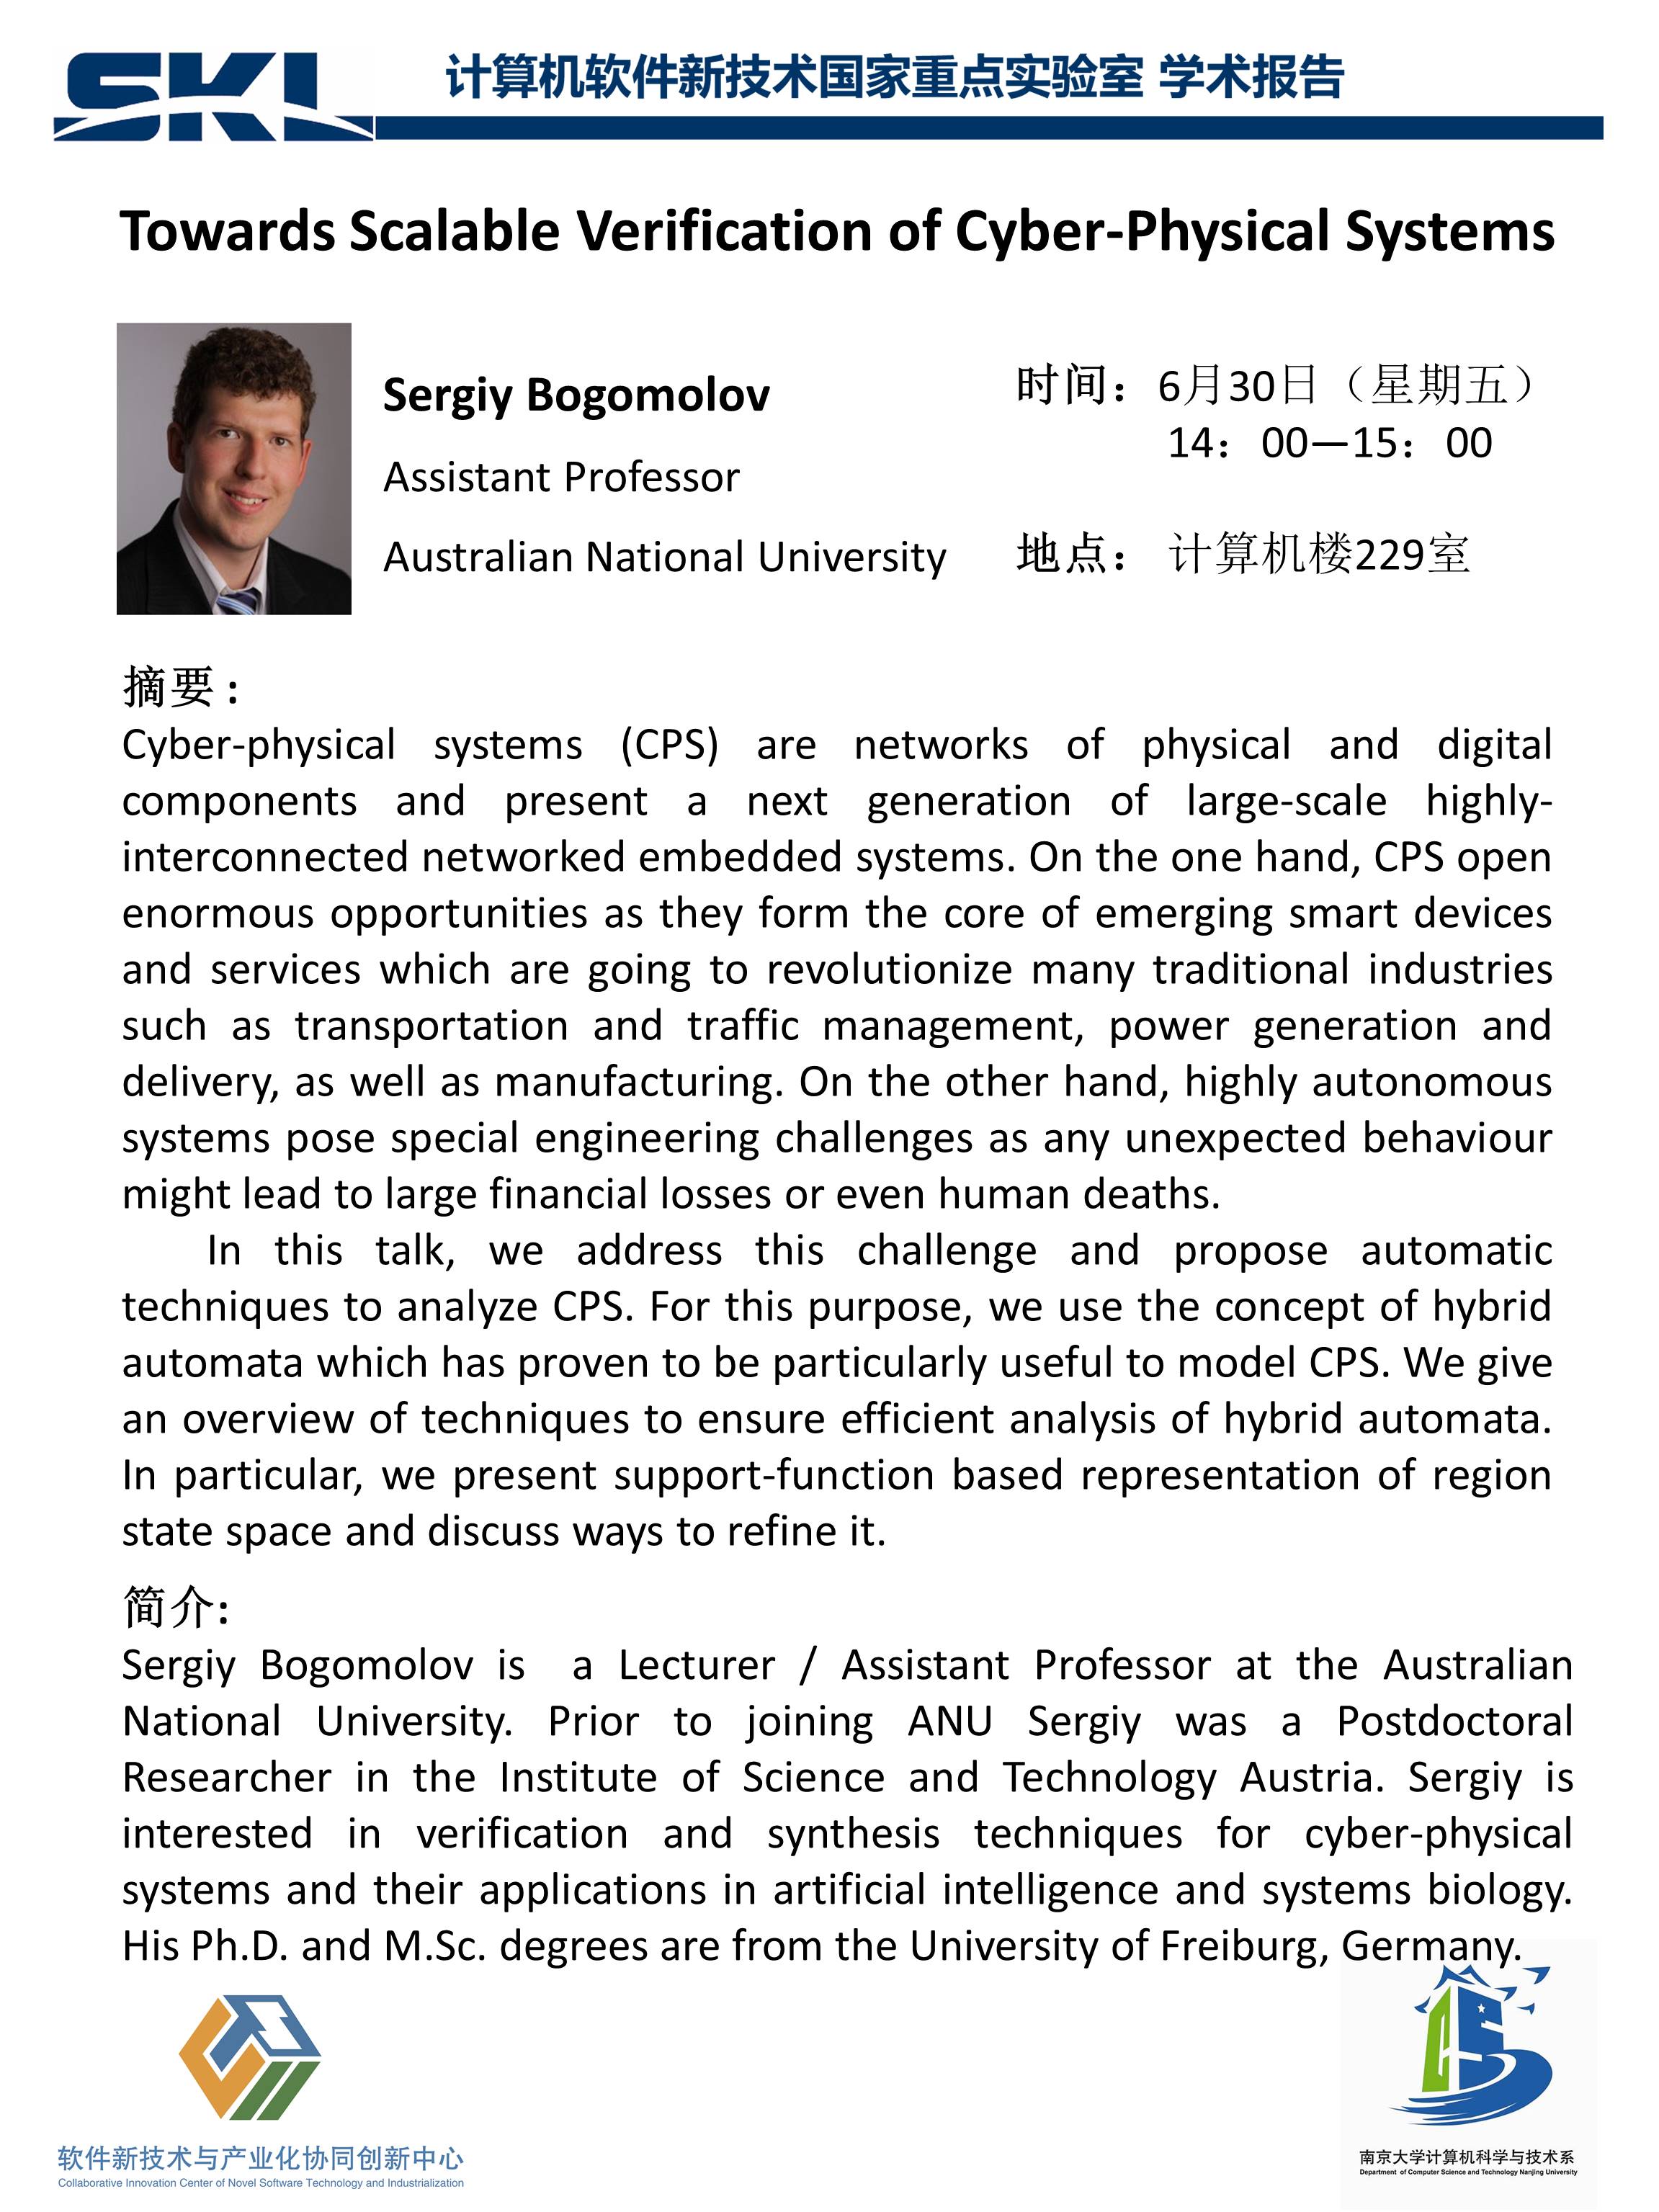 SKL
计算机软件新技术国家重点实验室 学术报告
Towards Scalable Verification of Cyber-Physical Systems
Sergiy Bogomolov
Assistant Professor
Australian National University
时间：6月30日（星期五）
14：00—15：00
地点： 计算机楼229室
摘要：
Cyber-physical systems (CPS) are networks of physical and digital
components and present a next generation of large-scale highly-
interconnected networked embedded systems. On the one hand, CPS open
enormous opportunities as they form the core of emerging smart devices
and services which are going to revolutionize many traditional industries
such as transportation and traffic management, power generation and
delivery, as well as manufacturing. On the other hand, highly autonomous
systems pose special engineering challenges as any unexpected behaviour
might lead to large financial losses or even human deaths.
In this talk, we address this challenge and propose automatic
techniques to analyze CPS. For this purpose, we use the concept of hybrid
automata which has proven to be particularly useful to model CPS. We give
an overview of techniques to ensure efficient analysis of hybrid automata.
In particular, we present support-function based representation of region
state space and discuss ways to refine it.
简介:
Sergiy Bogomolov is a Lecturer / Assistant Professor at the Australian
National University. Prior to joining ANU Sergiy was a Postdoctoral
Researcher in the Institute of Science and Technology Austria. Sergiy is
interested in verification and synthesis techniques for cyber-physical
systems and their applications in artificial intelligence and systems biology.
His Ph.D. and M.Sc. degrees are from the University of Freiburg, Germany.
软件新技术与产业化协同创新中心
Collaborative Innovation Center of Novel Software Technology and Industrialization
南京大学计算机科学与技术系
Department of Computer Science and Technology Nanjing University